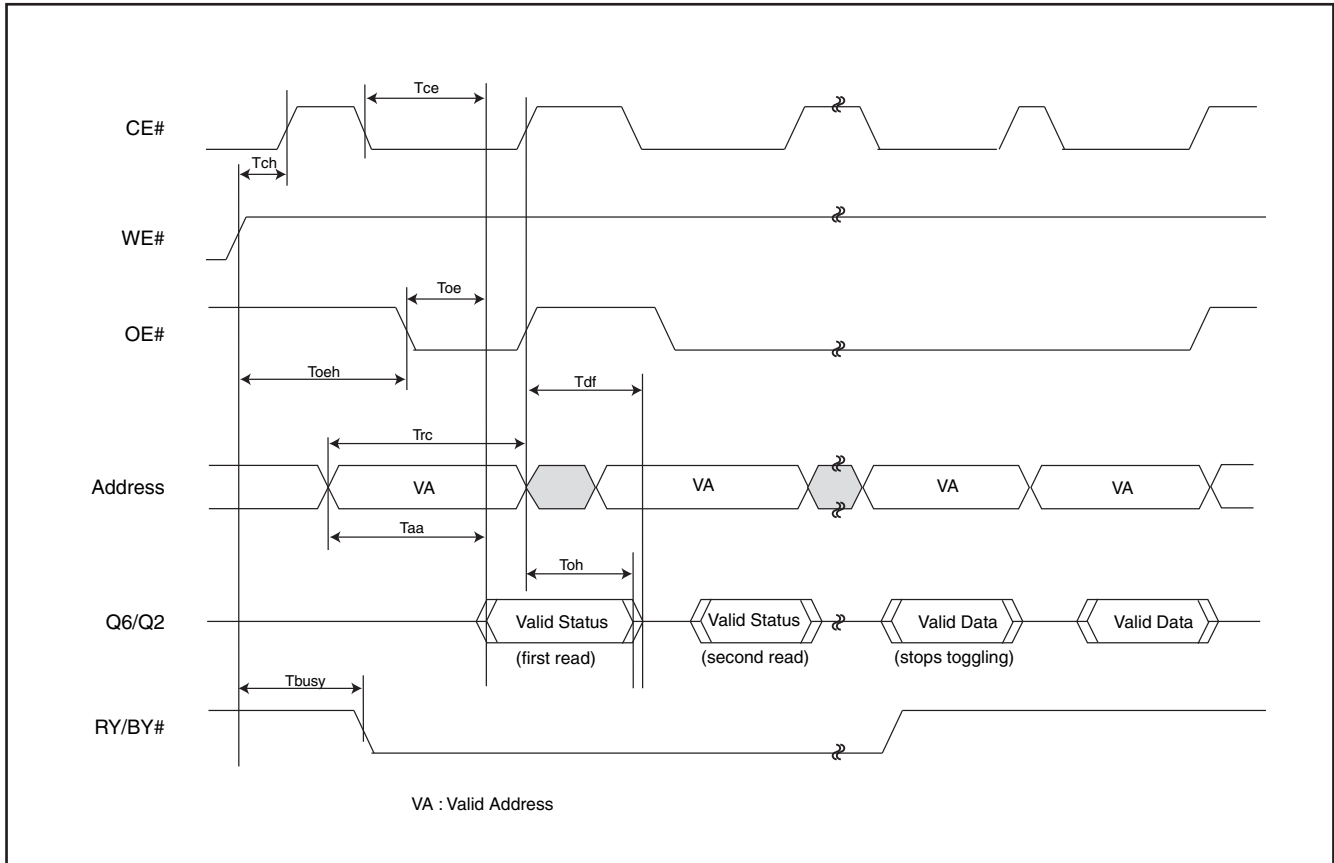 Tce
CE#
Tch
WE#
Toe
OE#
Toeh
Tdf
Trc
Address
VA
VA
VA
VA
Taa
Toh
Q6/Q2
Valid Status
Valid Status
Valid Data
Valid Data
(first read)
(second read)
(stops toggling)
Tbusy
RY/BY#
VA : Valid Address